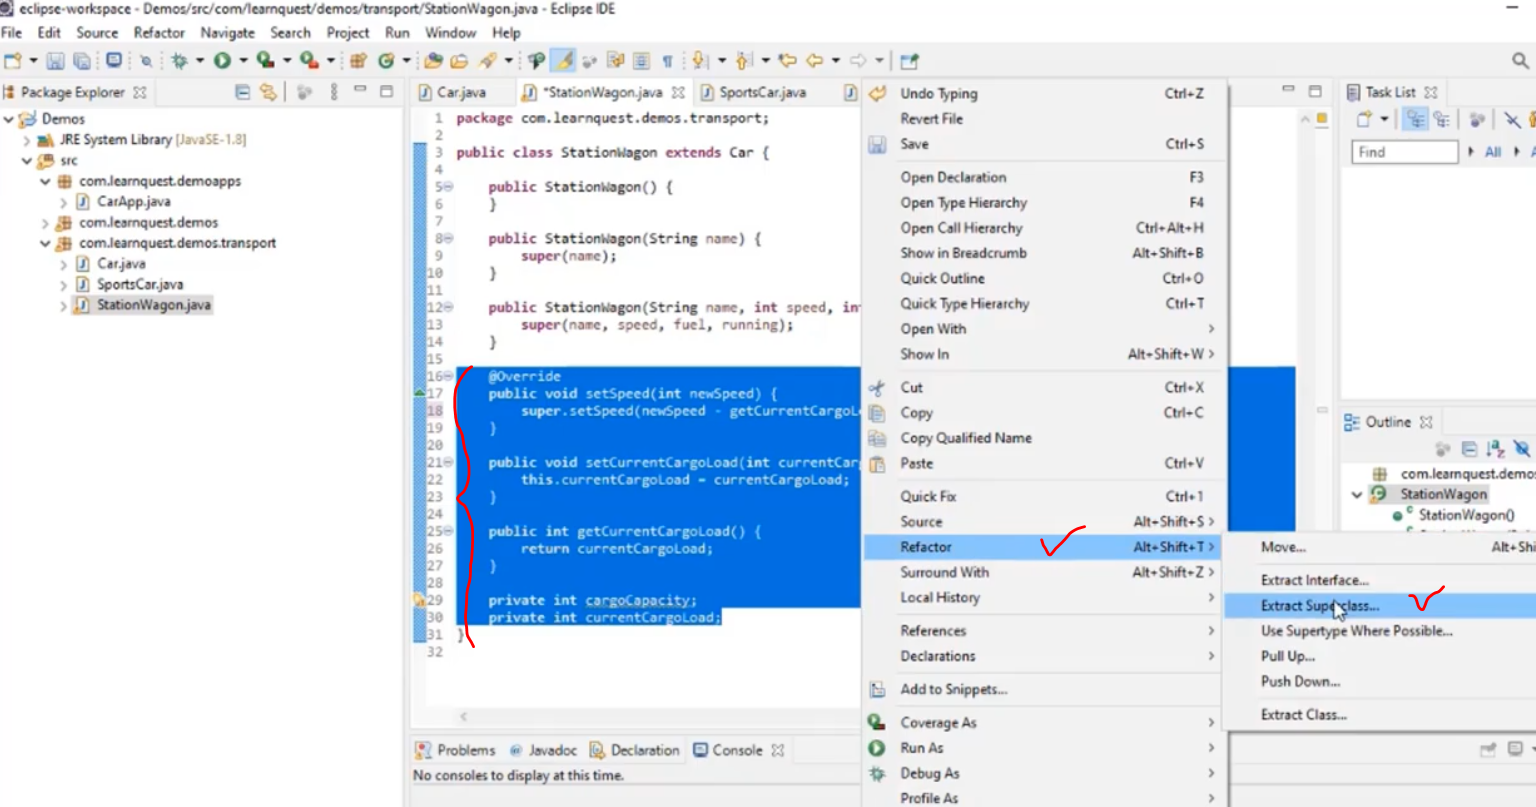 eclipse-workspace - Demos/src/com/learnquest/demos/transport/StationWagon.java - Eclipse IDE
File Edit Source Refactor Navigate Search Project Run Window Help
Package Explorer
Demos
JRE System Library [JavaSE-1.8]
src
com.learnquest.demoapps
CarApp.java
com.learnquest.demos
com.learnquest.demos.transport
Car.java
SportsCar.java
StationWagon.java
Car.java *StationWagon.java SportsCar.java
1 package com.learnquest.demos.transport;
2
3 public class StationWagon extends Car {
4
5 public StationWagon() {
6 }
7
8 public StationWagon(String name) {
9 super(name);
10 }
11
12 public StationWagon(String name, int speed, in
13 super(name, speed, fuel, running);
14 }
15
16 @Override
17 public void setSpeed(int newSpeed) {
18 super.setSpeed(newSpeed - getCurrentCargoL
19 }
20
21 public void setCurrentCargoLoad(int currentCar
22 this.currentCargoLoad = currentCargoLoad;
23 }
24
25 public int getCurrentCargoLoad() {
26 return currentCargoLoad;
27 }
28
29 private int cargoCapacity;
30 private int currentCargoLoad;
31 }
32
Problems Javadoc Declaration Console
No consoles to display at this time.
Undo Typing Ctrl+Z
Revert File
Save Ctrl+S
Open Declaration F3
Open Type Hierarchy F4
Open Call Hierarchy Ctrl+Alt+H
Show in Breadcrumb Alt+Shift+B
Quick Outline Ctrl+O
Quick Type Hierarchy Ctrl+T
Open With
Show In Alt+Shift+W
Cut Ctrl+X
Copy Ctrl+C
Copy Qualified Name
Paste Ctrl+V
Quick Fix Ctrl+1
Source Alt+Shift+S
Refactor Alt+Shift+T
Surround With Alt+Shift+Z
Local History
References
Declarations
Add to Snippets...
Coverage As
Run As
Debug As
Profile As
Move... Alt+Shi
Extract Interface...
Extract Superclass...
Use Supertype Where Possible...
Pull Up...
Push Down...
Extract Class...
Task List
Find All
Outline
com.learnquest.demos
StationWagon
StationWagon()